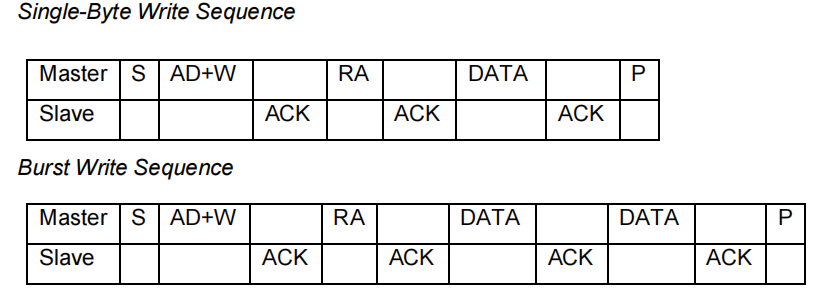 Single-Byte Write Sequence
Master S AD+W RA DATA P
Slave ACK ACK ACK
Burst Write Sequence
Master S AD+W RA DATA DATA P
Slave ACK ACK ACK ACK